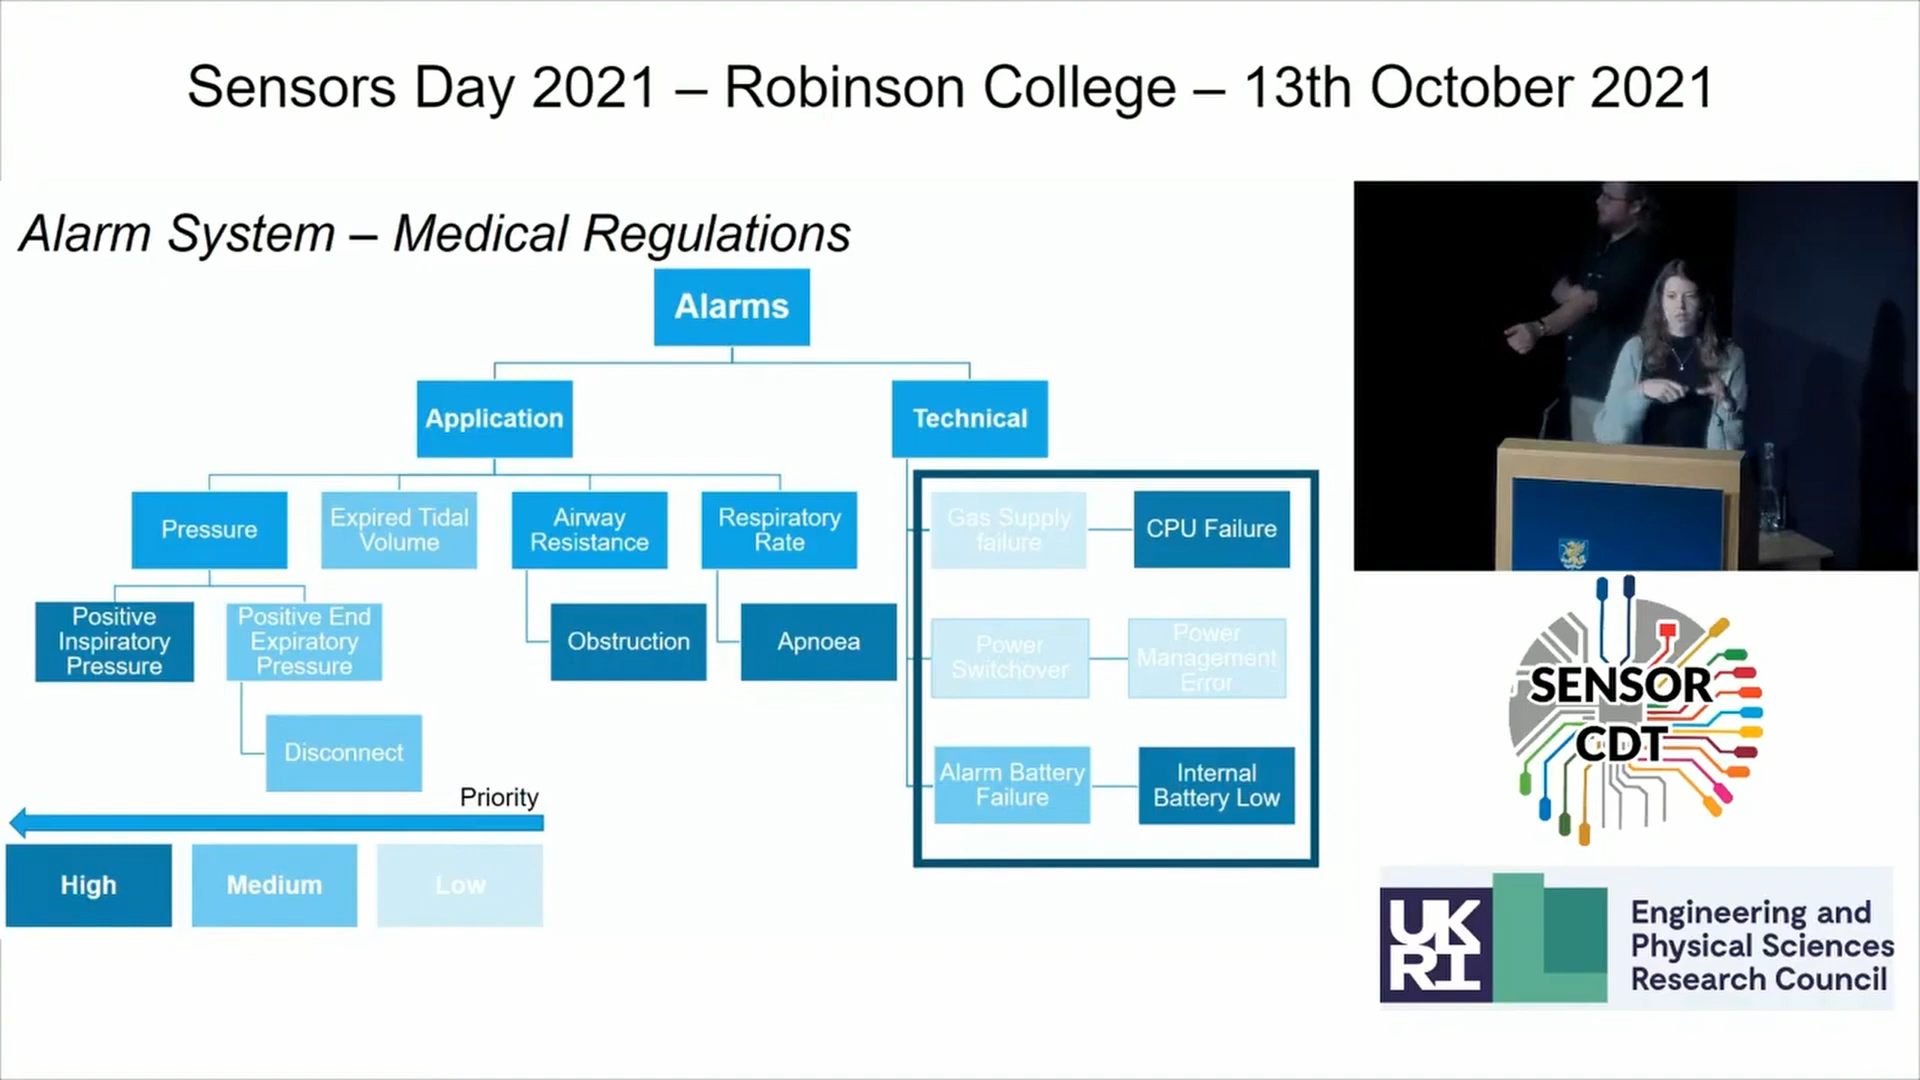 Sensors Day 2021 – Robinson College – 13th October 2021
Alarm System – Medical Regulations
Alarms
Application
Technical
Pressure
Expired Tidal
Volume
Airway
Resistance
Respiratory
Rate
Gas Supply
failure
CPU Failure
Positive
Inspiratory
Pressure
Positive End
Expiratory
Pressure
Obstruction
Apnoea
Power
Switchover
Power
Management
Error
Disconnect
Alarm Battery
Failure
Internal
Battery Low
Priority
High
Medium
Low
SENSOR
CDT
UK
RI
Engineering and
Physical Sciences
Research Council